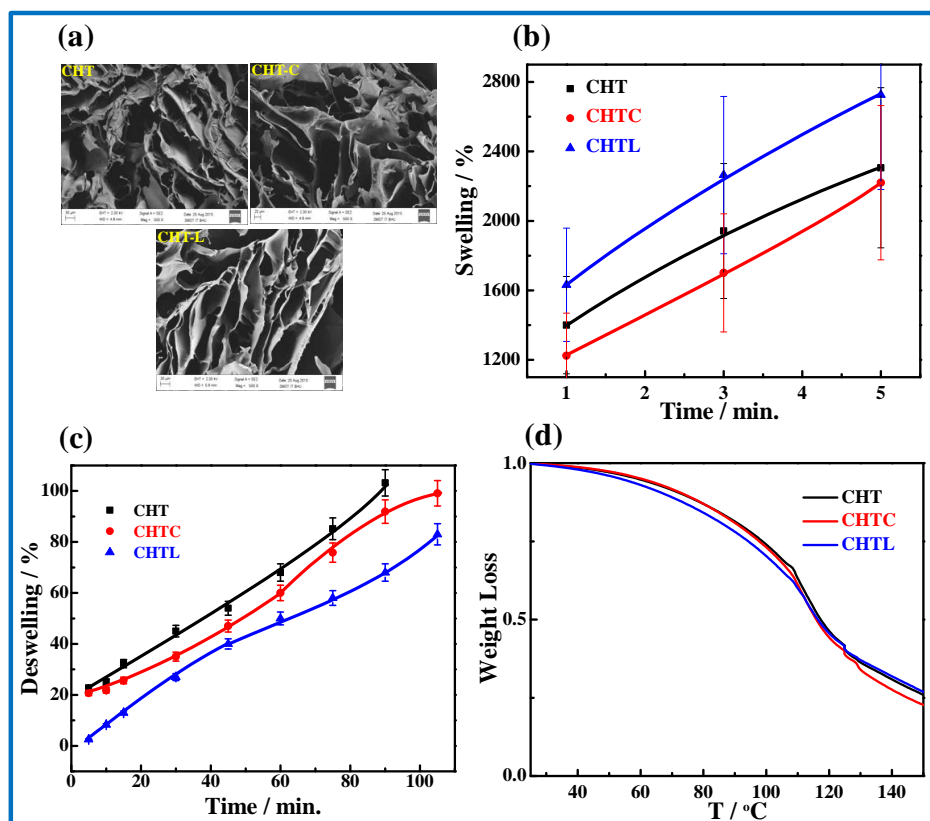 (a)
CHT
CHT-C
CHT-L
(b)
CHT
CHTC
CHTL
2800
2400
2000
1600
1200
Swelling / %
1 2 3 4 5
Time / min.
(c)
CHT
CHTC
CHTL
100
80
60
40
20
0
Deswelling / %
0 20 40 60 80 100
Time / min.
(d)
CHT
CHTC
CHTL
1.0
0.5
0.0
Weight Loss
40 60 80 100 120 140
T / °C